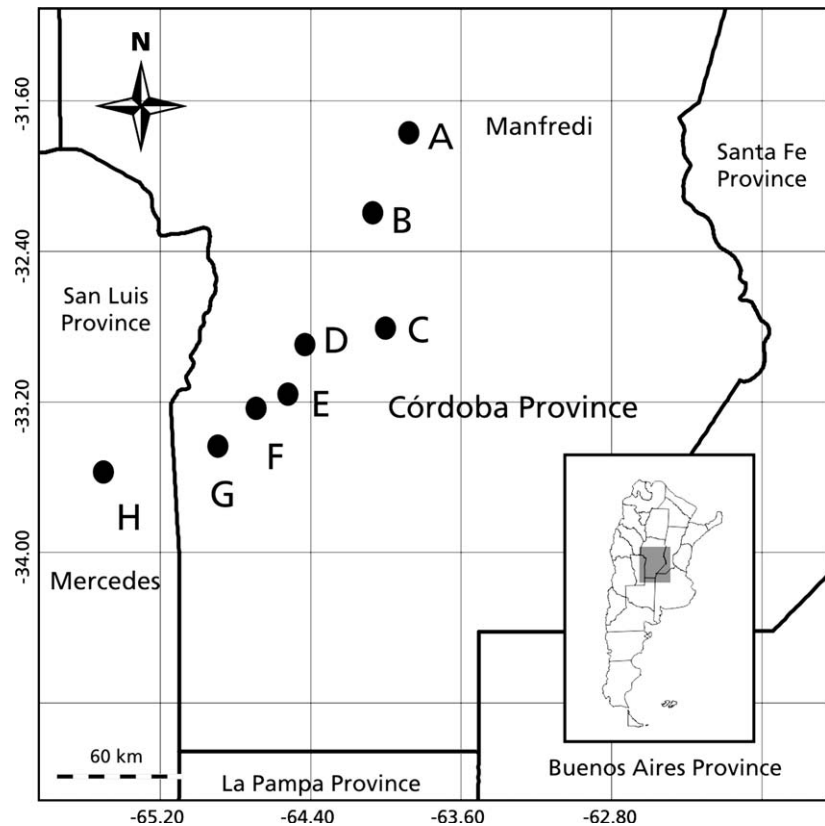 N
-31.60
Manfredi
A
Santa Fe
Province
B
-32.40
San Luis
Province
C
D
-33.20
E
Córdoba Province
F
G
H
-34.00
Mercedes
60 km
La Pampa Province
Buenos Aires Province
-65.20
-64.40
-63.60
-62.80